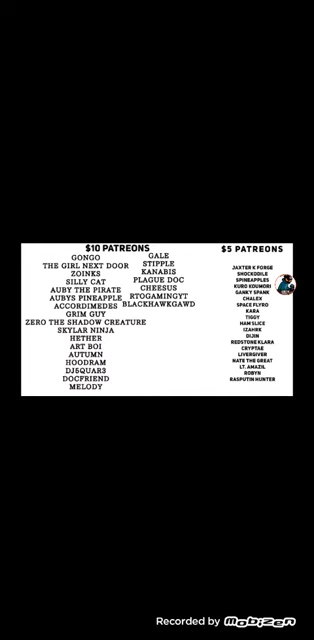 $10 PATREONS
GONGO
THE GIRL NEXT DOOR
ZOINKS
SILLY CAT
AUBY THE PIRATE
AUBYS PINEAPPLE
ACCORDIMEDES
GRIM GUY
ZERO THE SHADOW CREATURE
SKYLAR NINJA
HETHER
ART BOI
AUTUMN
HOODRAM
DJ5QUAR3
DOCFRIEND
MELODY
GALE
STIPPLE
KANABIS
PLAGUE DOC
CHEESUS
RTOGAMINGYT
BLACKHAWKGAWD
$5 PATREONS
JAXTER K FORGE
SHOKODILE
SPINEAPPLES
KURO KOUMORI
GANKY SPANK
CHALEX
SPACE FLYRO
KARA
TIGGY
HAM SLICE
IZAHRK
DIJIN
REDSTONE KLARA
CRYPTAE
LIVERGIVER
NATE THE GREAT
LT. AMAZIL
ROBYN
RASPUTIN HUNTER
Recorded by Mobizen